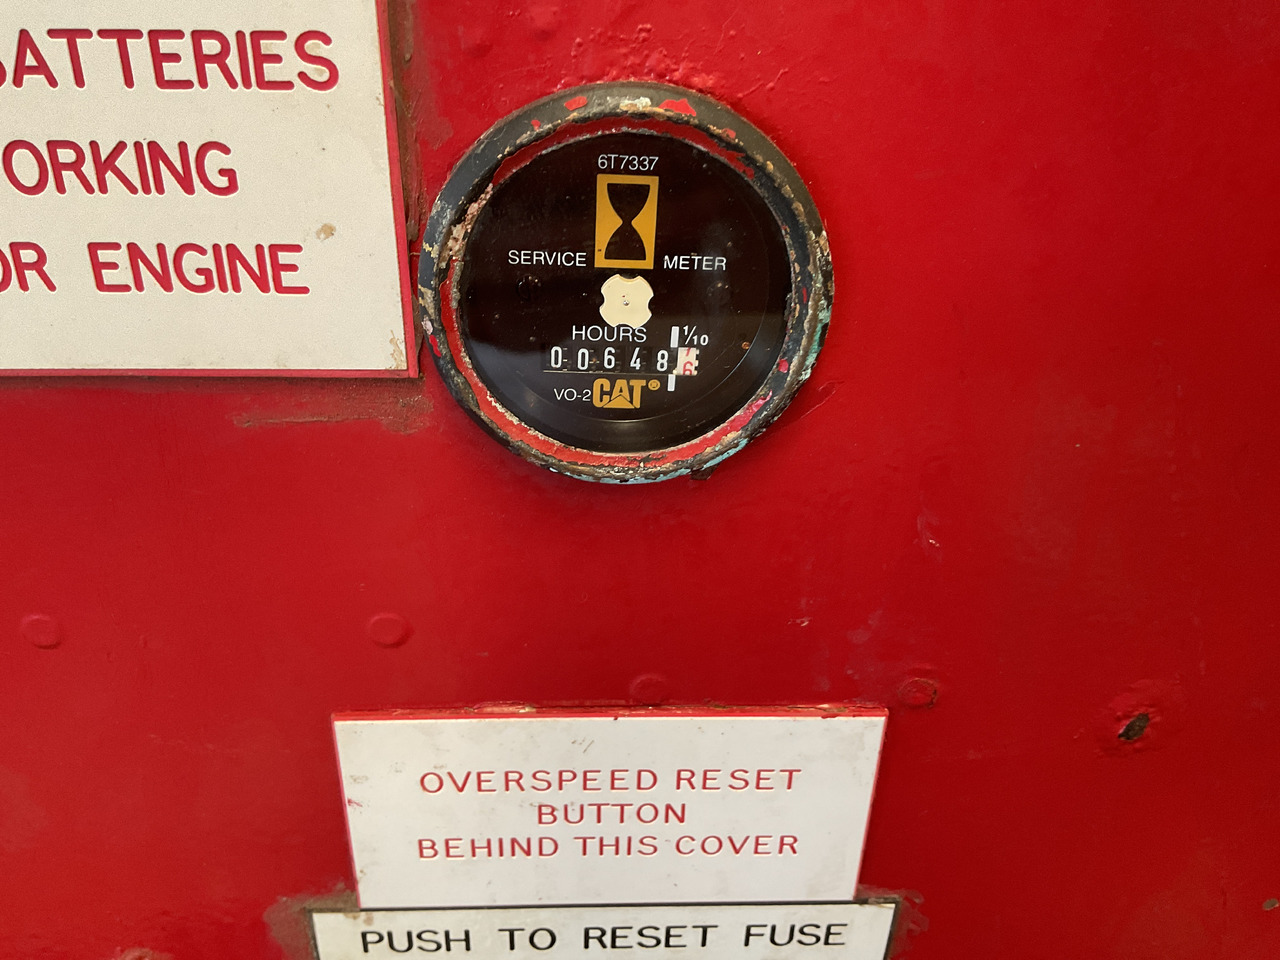 BATTERIES
ORKING
OR ENGINE
6T7337
SERVICE METER
HOURS 1/10
00648
VO-2 CAT®
OVERSPEED RESET
BUTTON
BEHIND THIS COVER
PUSH TO RESET FUSE